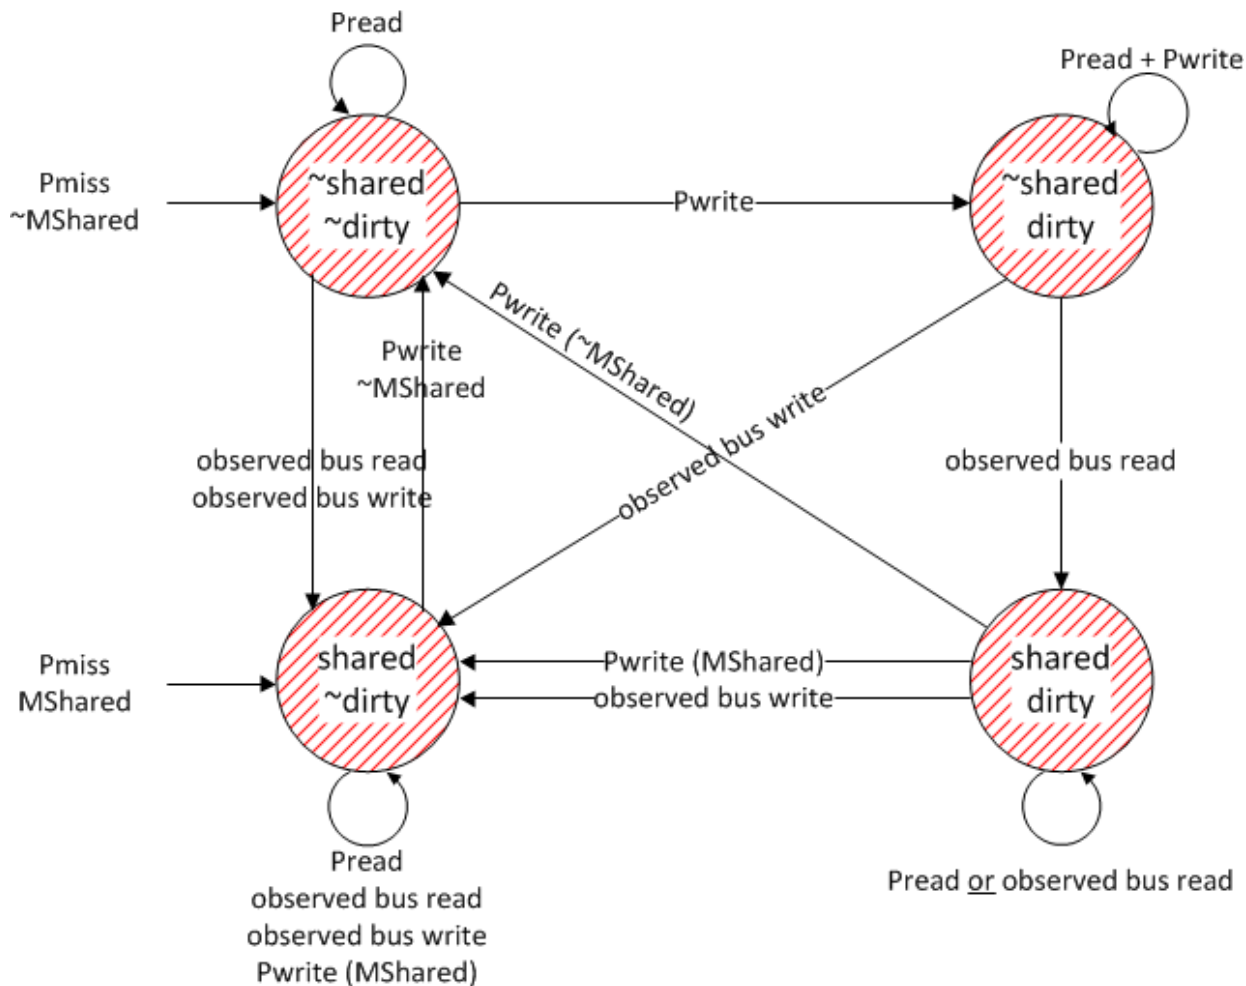 Pread
Pread + Pwrite
Pmiss
~MShared
~shared
~dirty
Pwrite
~shared
dirty
Pwrite
~MShared
Pwrite (~MShared)
observed bus write
observed bus read
observed bus write
observed bus read
Pmiss
MShared
shared
~dirty
Pwrite (MShared)
observed bus write
shared
dirty
Pread
observed bus read
observed bus write
Pwrite (MShared)
Pread or observed bus read